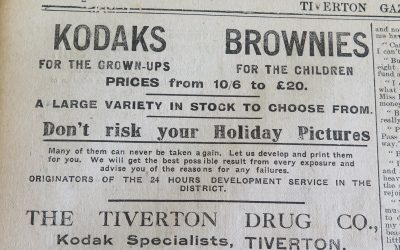 TIVERTON GAZ
KODAKS BROWNIES
FOR THE GROWN-UPS FOR THE CHILDREN
PRICES from 10/6 to £20.
A LARGE VARIETY IN STOCK TO CHOOSE FROM.
Don't risk your Holiday Pictures
Many of them can never be taken again. Let us develop and print them
for you. We will get the best possible result from every exposure and
advise you of the reasons for any failures.
ORIGINATORS OF THE 24 HOURS DEVELOPMENT SERVICE IN THE
DISTRICT.
THE TIVERTON DRUG CO.,
Kodak Specialists, TIVERTON.